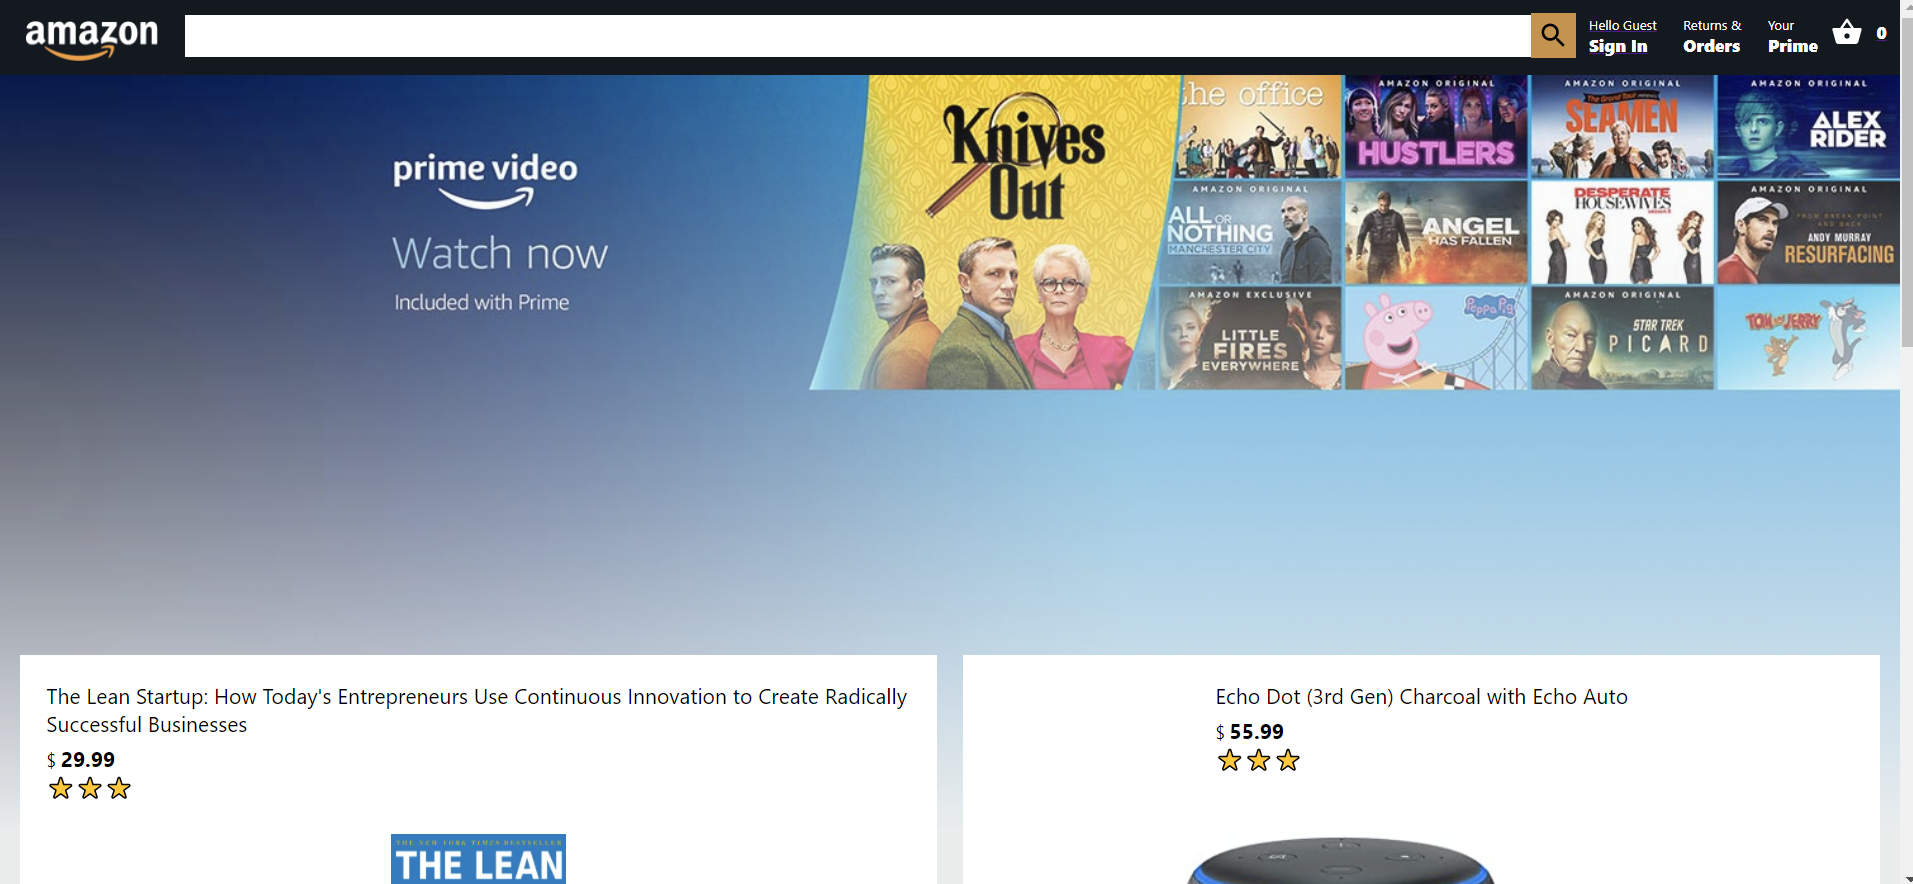 amazon
Hello Guest
Sign In
Returns &
Orders
Your
Prime
0
prime video
Watch now
Included with Prime
Knives
Out
the office
AMAZON ORIGINAL
HUSTLERS
AMAZON ORIGINAL
The Grand Tour
SEAMEN
AMAZON ORIGINAL
ALEX
RIDER
AMAZON ORIGINAL
ALL OR
NOTHING
MANCHESTER CITY
ANGEL
HAS FALLEN
DESPERATE
HOUSEWIVES
AMAZON ORIGINAL
FROM BREAK POINT
AND BACK
ANDY MURRAY
RESURFACING
AMAZON EXCLUSIVE
LITTLE
FIRES
EVERYWHERE
Peppa Pig
AMAZON ORIGINAL
STAR TREK
PICARD
TOM and JERRY
The Lean Startup: How Today's Entrepreneurs Use Continuous Innovation to Create Radically
Successful Businesses
$ 29.99
THE NEW YORK TIMES BESTSELLER
THE LEAN
Echo Dot (3rd Gen) Charcoal with Echo Auto
$ 55.99